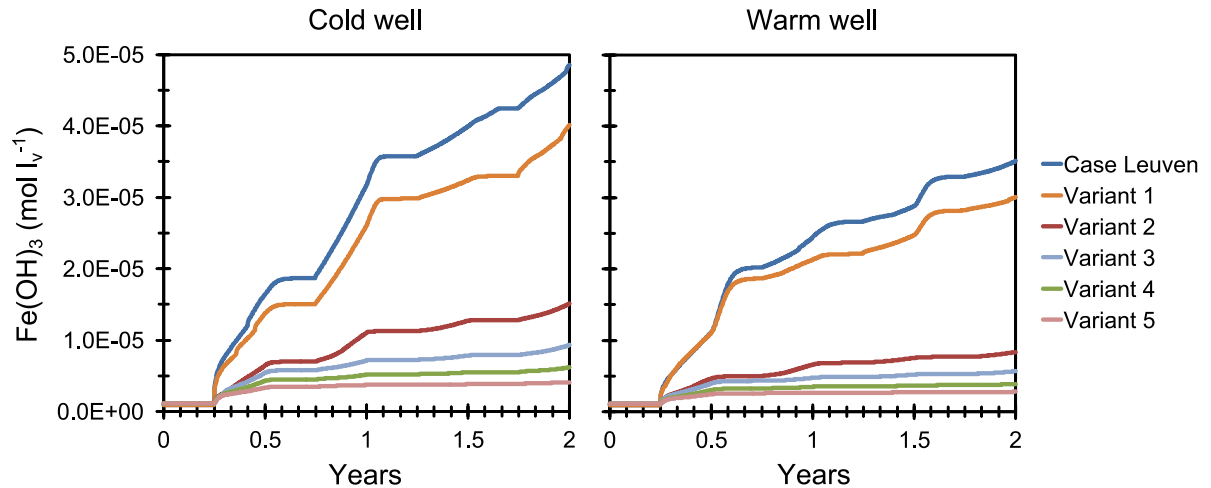 Cold well
Warm well
Fe(OH)₃ (mol lᵥ⁻¹)
5.0E-05
4.0E-05
3.0E-05
2.0E-05
1.0E-05
0.0E+00
0 0.5 1 1.5 2
0 0.5 1 1.5 2
Years
Years
Case Leuven
Variant 1
Variant 2
Variant 3
Variant 4
Variant 5